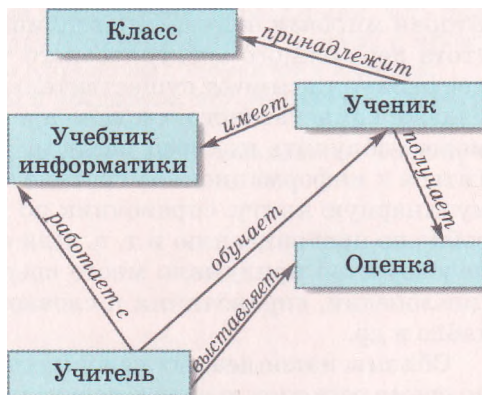 Класс
принадлежит
Ученик
имеет
Учебник
информатики
получает
работает с
обучает
Оценка
выставляет
Учитель